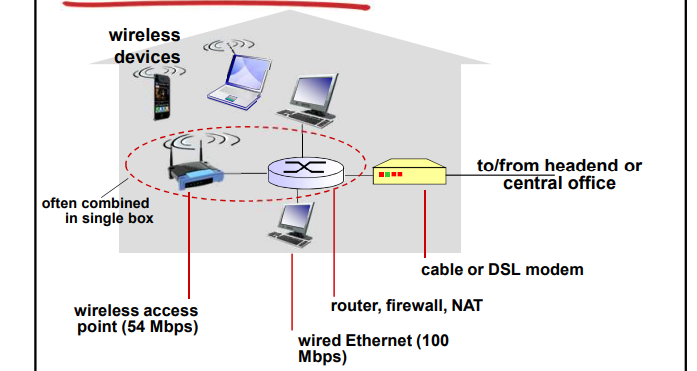 wireless
devices
to/from headend or
central office
often combined
in single box
cable or DSL modem
router, firewall, NAT
wireless access
point (54 Mbps)
wired Ethernet (100
Mbps)